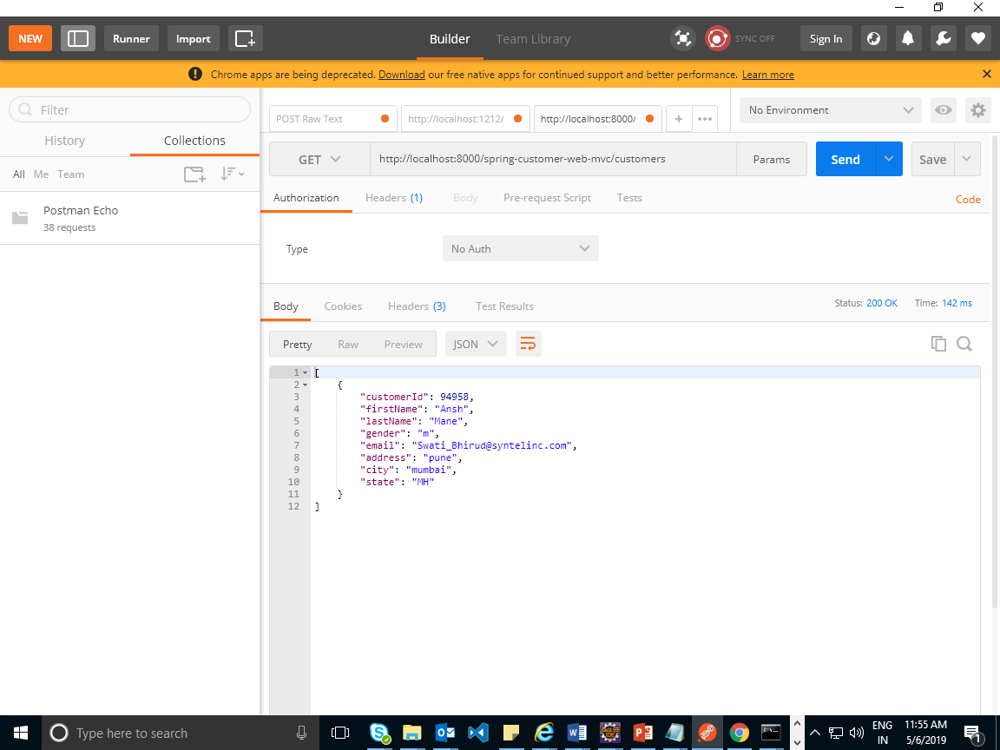 NEW Runner Import Builder Team Library SYNC OFF Sign In
Chrome apps are being deprecated. Download our free native apps for continued support and better performance. Learn more
Filter
History Collections
All Me Team
Postman Echo
38 requests
POST Raw Text http://localhost:1212/ http://localhost:8000/ + ••• No Environment
GET http://localhost:8000/spring-customer-web-mvc/customers Params Send Save
Authorization Headers (1) Body Pre-request Script Tests Code
Type No Auth
Body Cookies Headers (3) Test Results Status: 200 OK Time: 142 ms
Pretty Raw Preview JSON
1 [
2 {
3 "customerId": 94958,
4 "firstName": "Ansh",
5 "lastName": "Mane",
6 "gender": "m",
7 "email": "Swati_Bhirud@syntelinc.com",
8 "address": "pune",
9 "city": "mumbai",
10 "state": "MH"
11 }
12 ]
Type here to search
ENG 11:55 AM
IN 5/6/2019 1